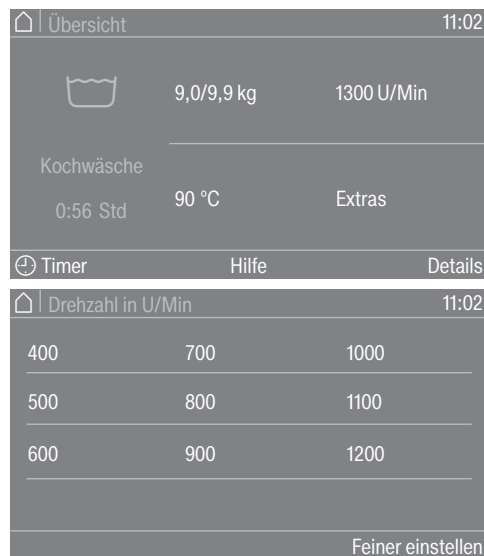 Übersicht 11:02
9,0/9,9 kg 1300 U/Min
Kochwäsche
0:56 Std
90 °C Extras
Timer Hilfe Details
Drehzahl in U/Min 11:02
400 700 1000
500 800 1100
600 900 1200
Feiner einstellen